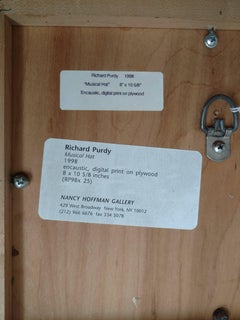 Richard Purdy 1998
"Musical Hat" 8" x 10 5/8"
Encaustic, digital print on plywood
Richard Purdy
Musical Hat
1998
encaustic, digital print on plywood
8 x 10 5/8 inches
(RP98x 25)
NANCY HOFFMAN GALLERY
429 West Broadway New York, NY 10012
(212) 966 6676 fax 334 5078